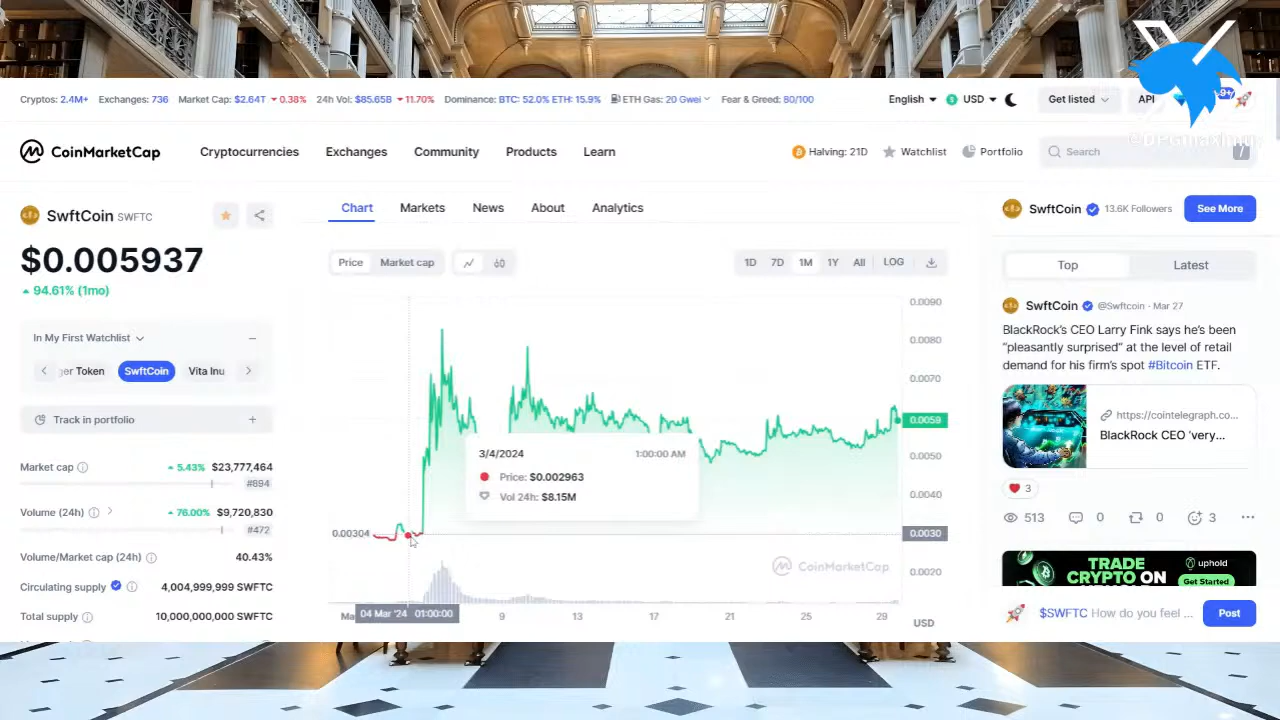 Cryptos: 2.4M+ Exchanges: 736 Market Cap: $2.64T 0.38% 24h Vol: $85.65B 11.70% Dominance: BTC: 52.0% ETH: 15.9% ETH Gas: 20 Gwei Fear & Greed: 80/100
English USD Get listed API 9+
CoinMarketCap Cryptocurrencies Exchanges Community Products Learn
Halving: 21D Watchlist Portfolio Search /
SwftCoin SWFTC
$0.005937
94.61% (1mo)
In My First Watchlist
ger Token SwftCoin Vita Inu
Track in portfolio +
Market cap 5.43% $23,777,464
#894
Volume (24h) 76.00% $9,720,830
#472
Volume/Market cap (24h) 40.43%
Circulating supply 4,004,999,999 SWFTC
Total supply 10,000,000,000 SWFTC
Chart Markets News About Analytics
Price Market cap
1D 7D 1M 1Y All LOG
0.0090
0.0080
0.0070
0.0059
0.0050
0.0040
0.0030
0.0020
0.00304
3/4/2024 1:00:00 AM
Price: $0.002963
Vol 24h: $8.15M
CoinMarketCap
Ma 04 Mar '24 01:00:00 9 13 17 21 25 29 USD
SwftCoin 13.6K Followers See More
Top Latest
SwftCoin @Swftcoin · Mar 27
BlackRock's CEO Larry Fink says he's been
"pleasantly surprised" at the level of retail
demand for his firm's spot #Bitcoin ETF.
https://cointelegraph.co...
BlackRock CEO 'very...
3
513 0 0 3
TRADE
CRYPTO ON
uphold
Get Started
$SWFTC How do you feel ... Post